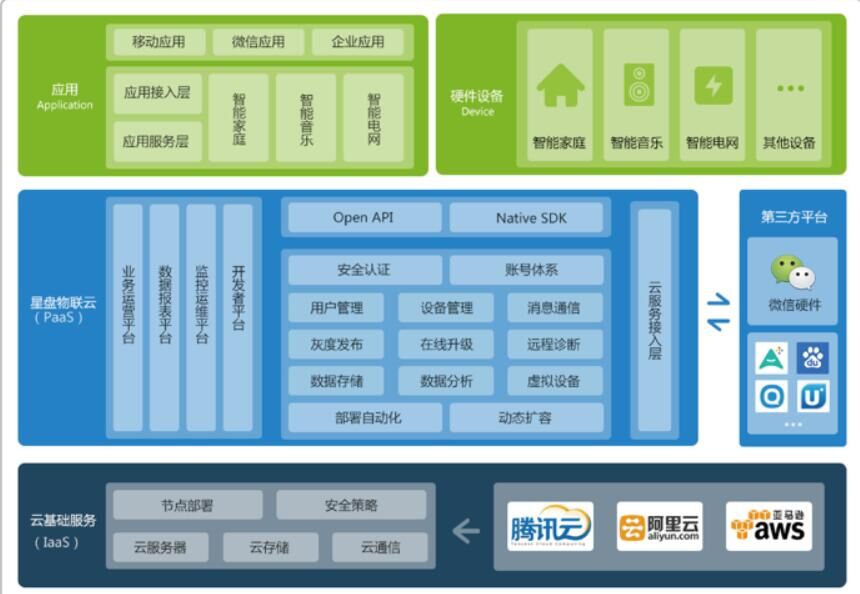 应用
Application
移动应用
微信应用
企业应用
应用接入层
应用服务层
智能家庭
智能音乐
智能电网
硬件设备
Device
智能家庭
智能音乐
智能电网
其他设备
星盘物联云
（PaaS）
业务运营平台
数据报表平台
监控运维平台
开发者平台
Open API
Native SDK
安全认证
账号体系
用户管理
设备管理
消息通信
灰度发布
在线升级
远程诊断
数据存储
数据分析
虚拟设备
部署自动化
动态扩容
云服务接入层
第三方平台
微信硬件
du
...
云基础服务
（IaaS）
节点部署
安全策略
云服务器
云存储
云通信
腾讯云
Tencent Cloud Computing
阿里云
aliyun.com
亚马逊
aws